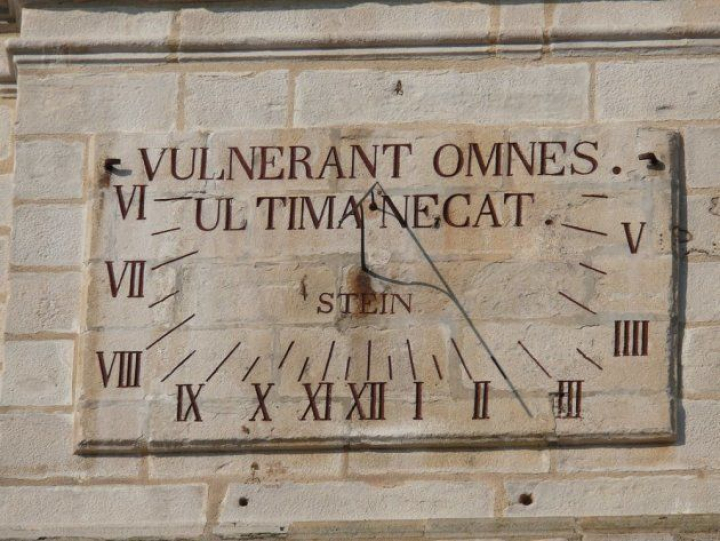 VULNERANT OMNES.
VI ULTIMA NECAT.
V
VII
STEIN
VIII IIII
IX X XI XII I II III